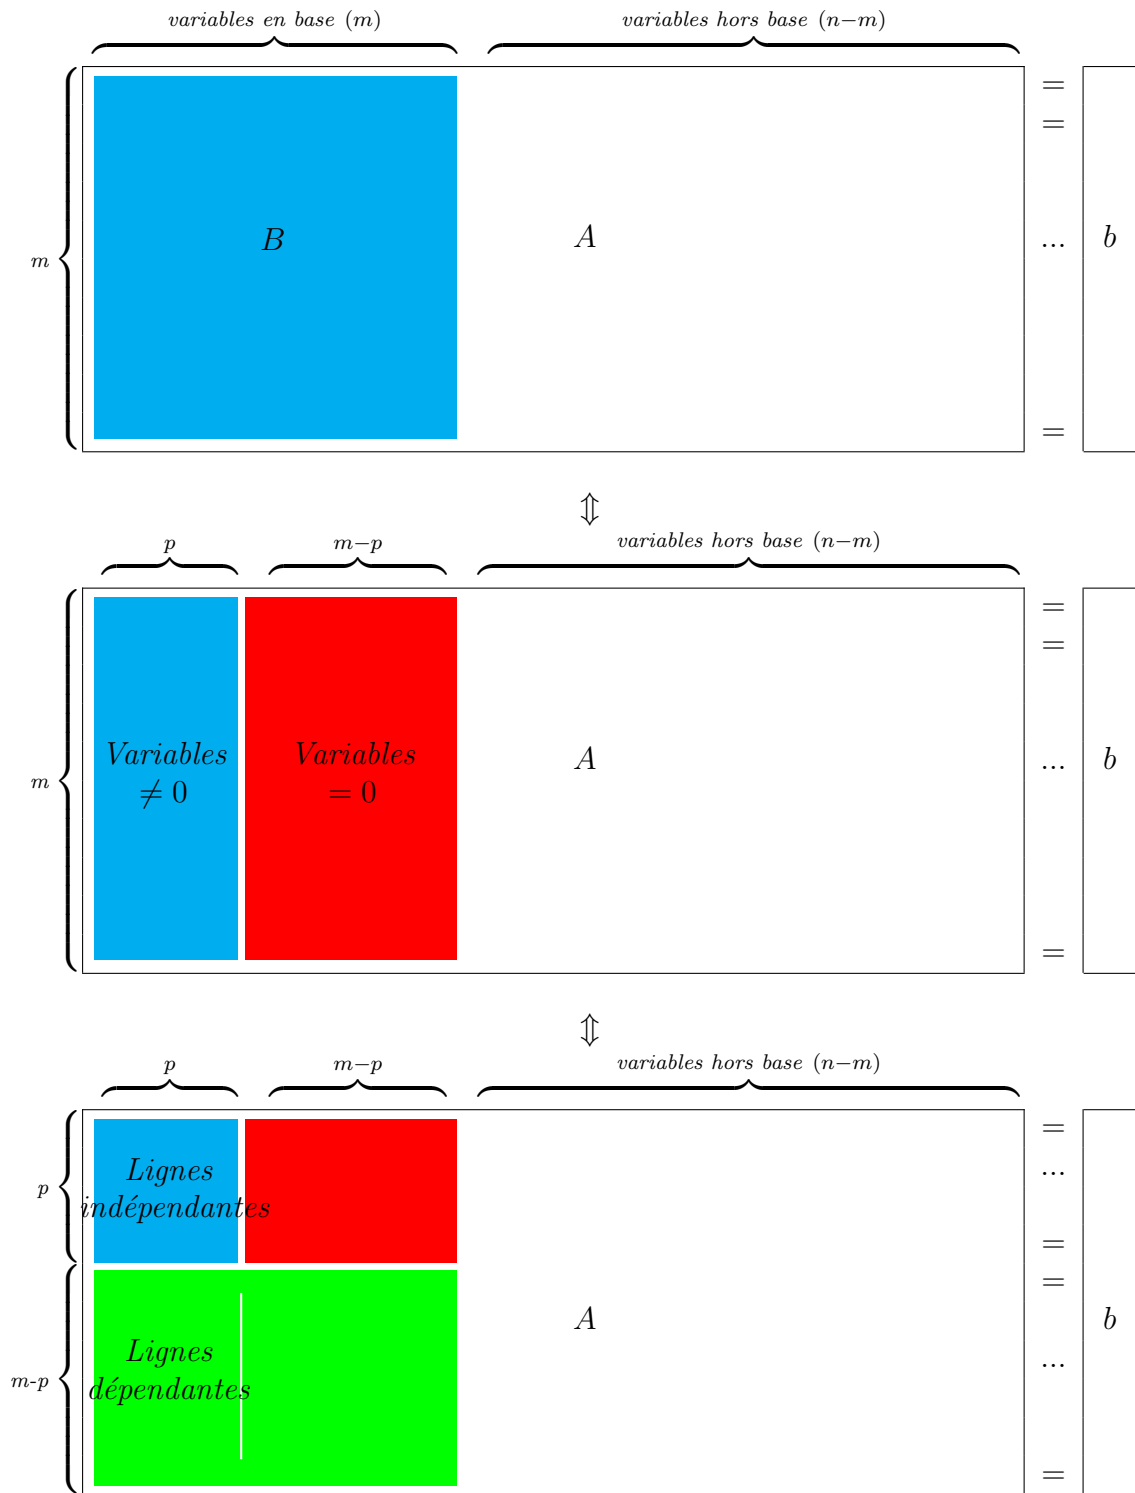 variables en base (m) variables hors base (n−m)
=
=
B A ... b
m
=
⇕
p m−p variables hors base (n−m)
=
=
Variables Variables A ... b
m ≠ 0 = 0
=
⇕
p m−p variables hors base (n−m)
=
Lignes ...
p indépendantes
=
=
A b
Lignes ...
m-p dépendantes
=